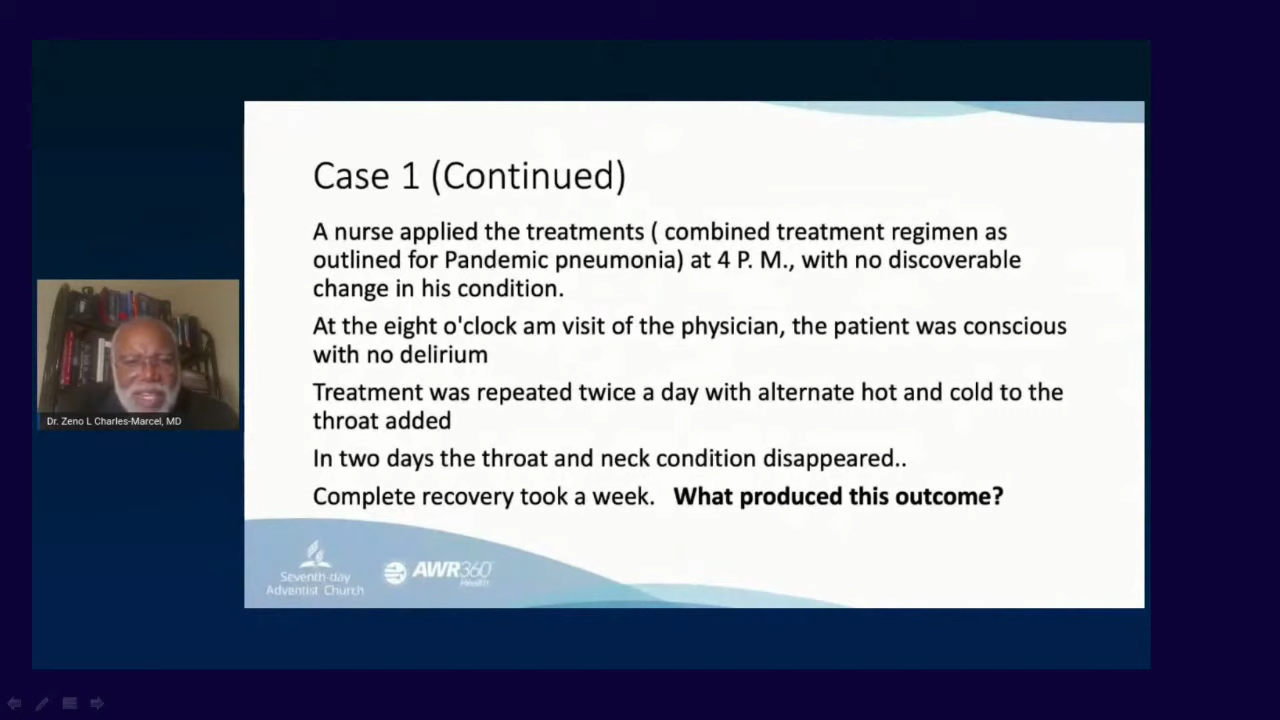 Case 1 (Continued)
A nurse applied the treatments ( combined treatment regimen as
outlined for Pandemic pneumonia) at 4 P. M., with no discoverable
change in his condition.
At the eight o'clock am visit of the physician, the patient was conscious
with no delirium
Treatment was repeated twice a day with alternate hot and cold to the
throat added
In two days the throat and neck condition disappeared..
Complete recovery took a week. What produced this outcome?
Dr. Zeno L Charles-Marcel, MD
Seventh-day
Adventist Church
AWR360°
Health